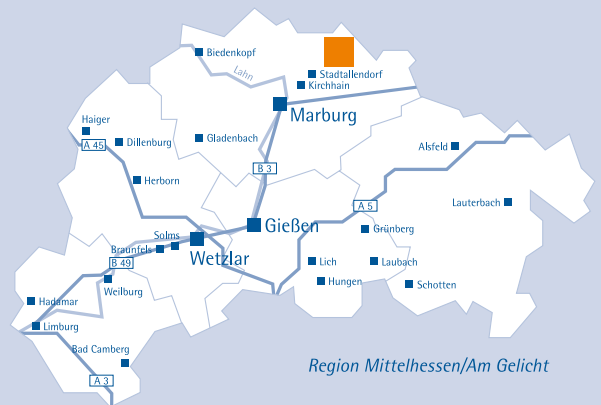 Biedenkopf
Lahn
Stadtallendorf
Kirchhain
Marburg
Haiger
A 45
Dillenburg
Gladenbach
Alsfeld
B 3
Herborn
A 5
Lauterbach
Gießen
Grünberg
Solms
Braunfels
Wetzlar
B 49
Lich
Laubach
Weilburg
Hungen
Schotten
Hadamar
Limburg
Bad Camberg
Region Mittelhessen/Am Gelicht
A 3